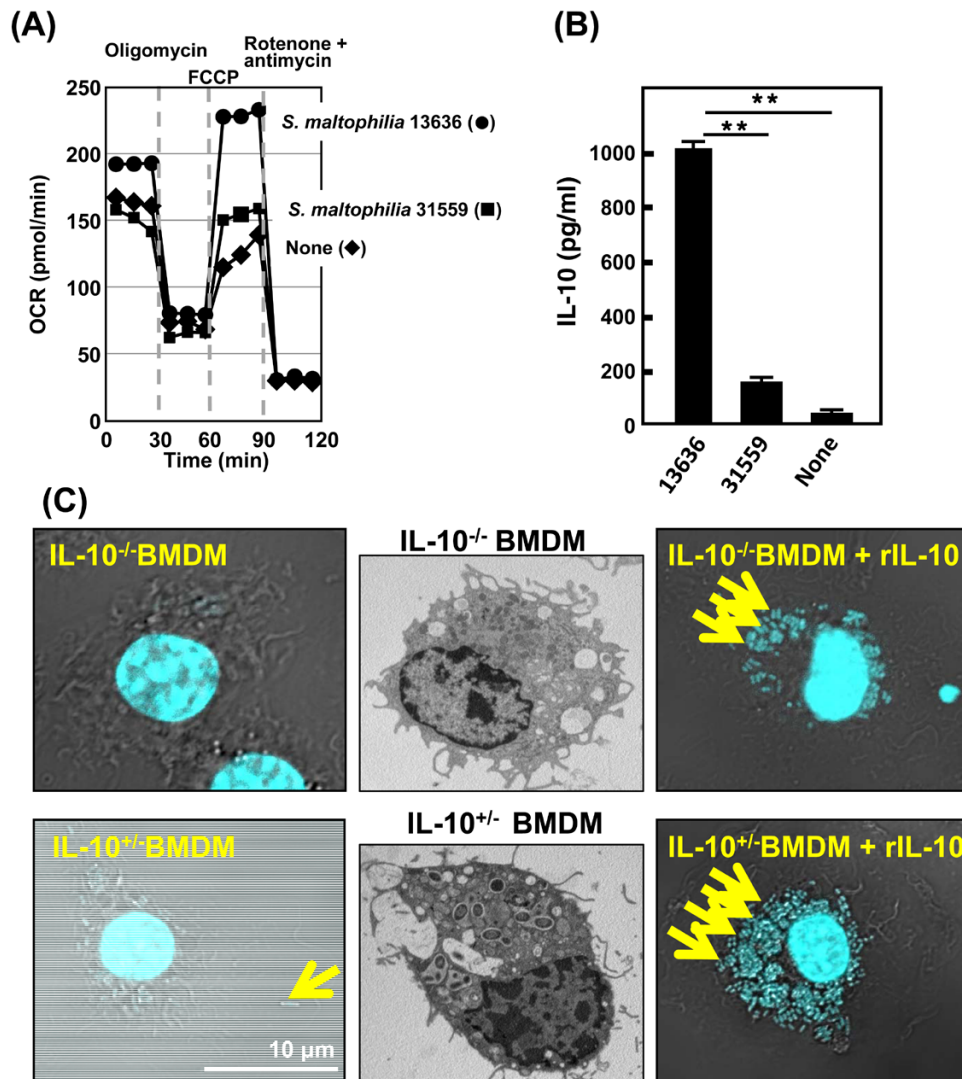 (A)
Oligomycin
FCCP
Rotenone +
antimycin
250
200
150
100
50
0
OCR (pmol/min)
0 30 60 90 120
Time (min)
S. maltophilia 13636 (●)
S. maltophilia 31559 (■)
None (◆)
(B)
**
**
1000
800
600
400
200
0
IL-10 (pg/ml)
13636
31559
None
(C)
IL-10-/-BMDM
IL-10-/- BMDM
IL-10-/-BMDM + rIL-10
IL-10+/-BMDM
10 µm
IL-10+/- BMDM
IL-10+/-BMDM + rIL-10